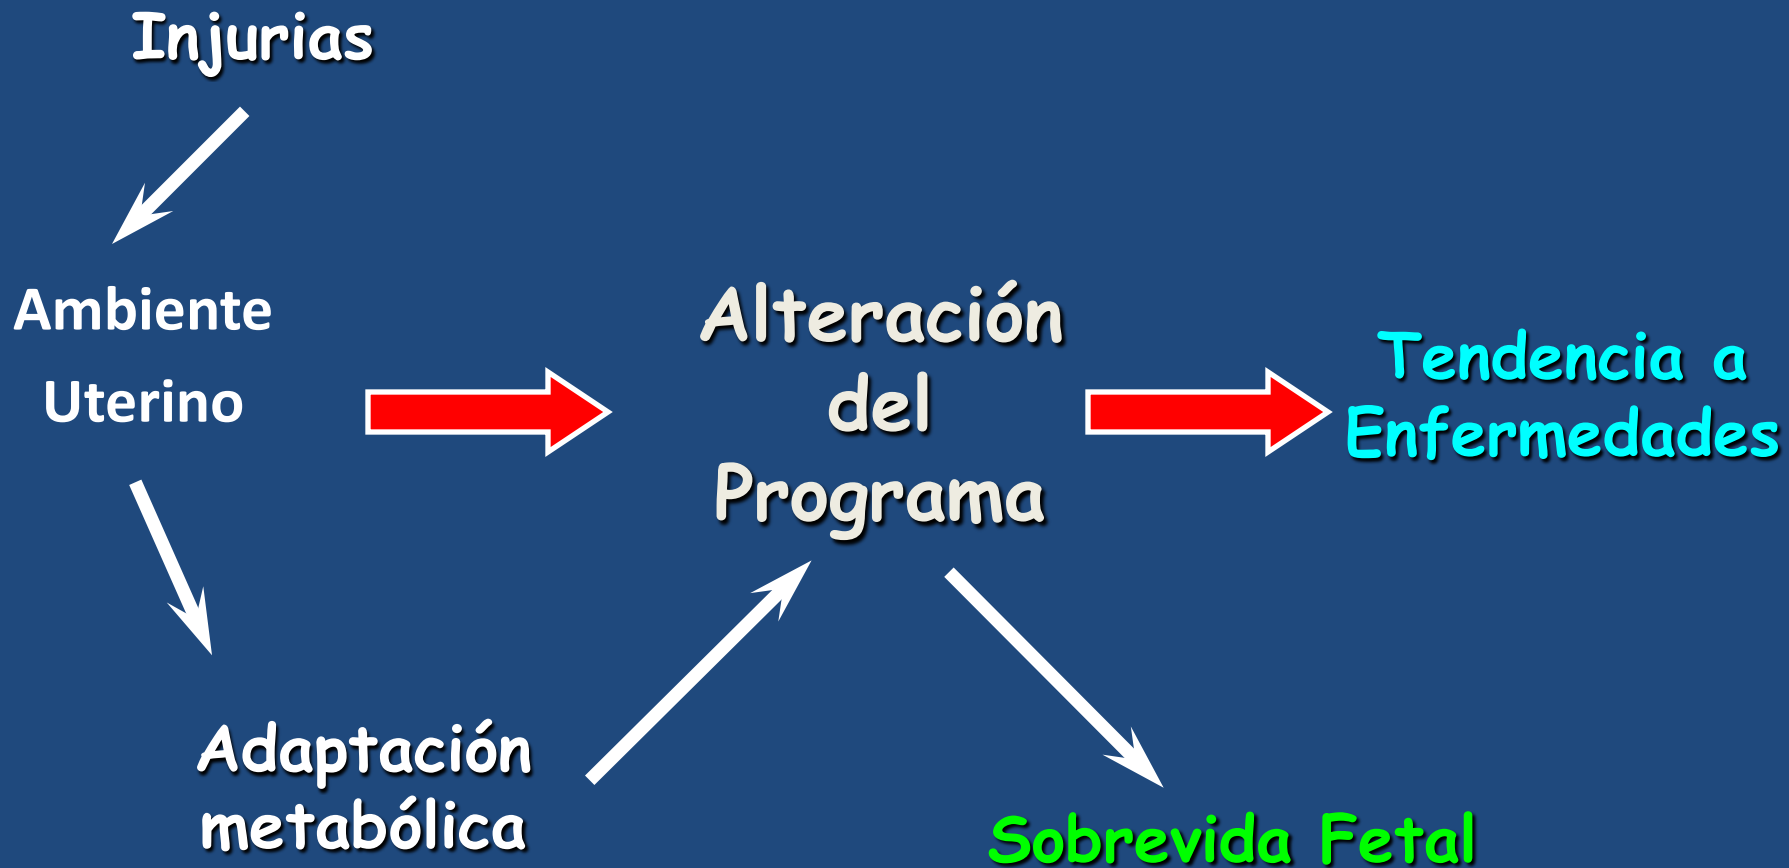 Injurias
Ambiente
Uterino
Alteración
del
Programa
Tendencia a
Enfermedades
Adaptación
metabólica
Sobrevida Fetal